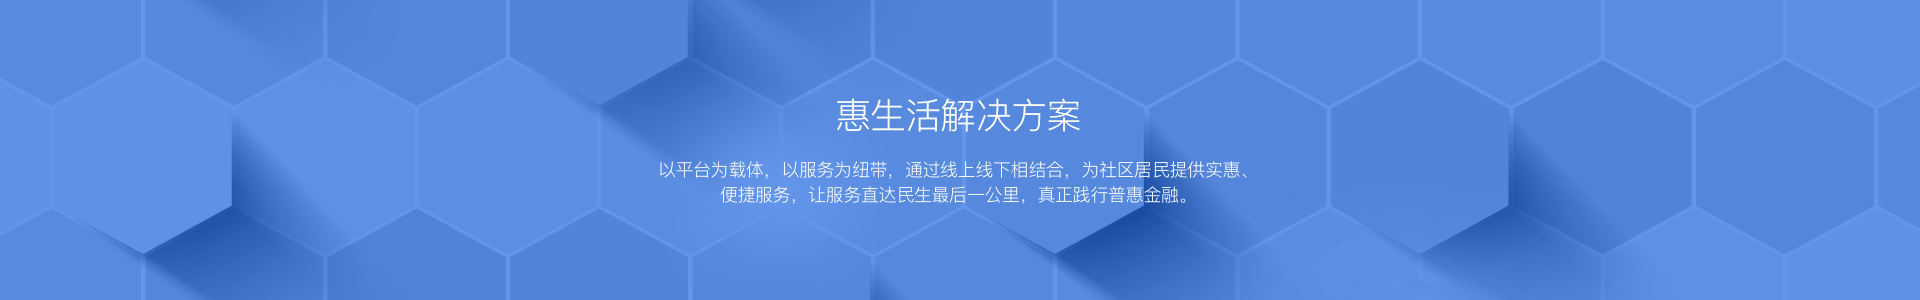 惠生活解决方案
以平台为载体，以服务为纽带，通过线上线下相结合，为社区居民提供实惠、
便捷服务，让服务直达民生最后一公里，真正践行普惠金融。